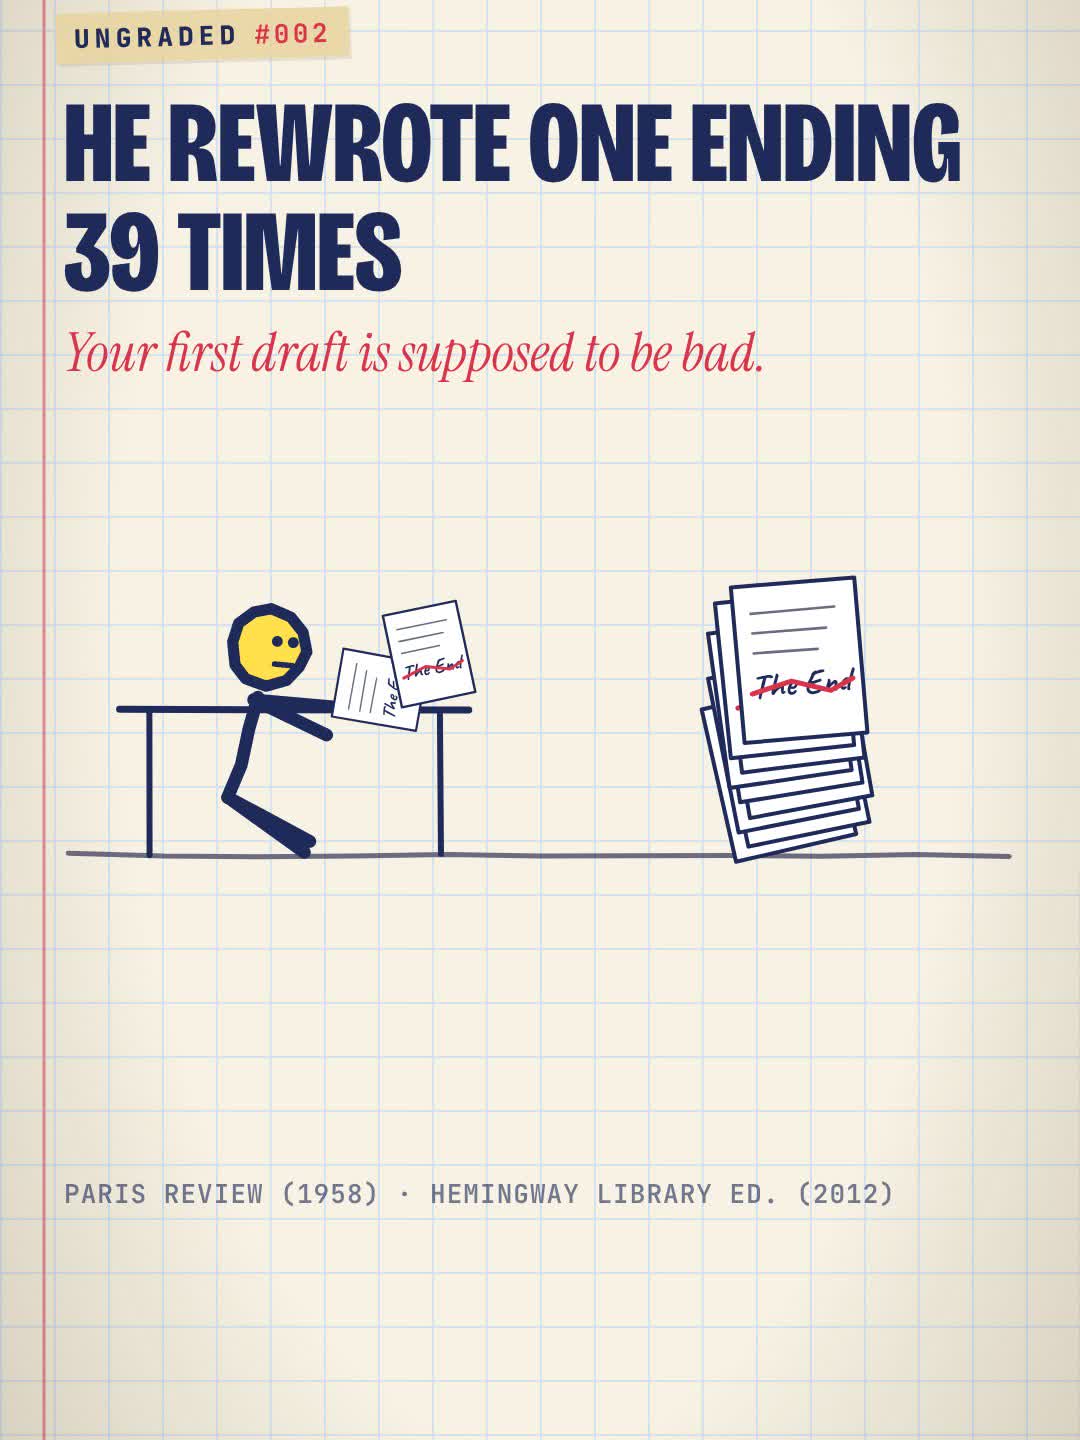 UNGRADED #002
HE REWROTE ONE ENDING
39 TIMES
Your first draft is supposed to be bad.
The E
The End
The End
PARIS REVIEW (1958) · HEMINGWAY LIBRARY ED. (2012)